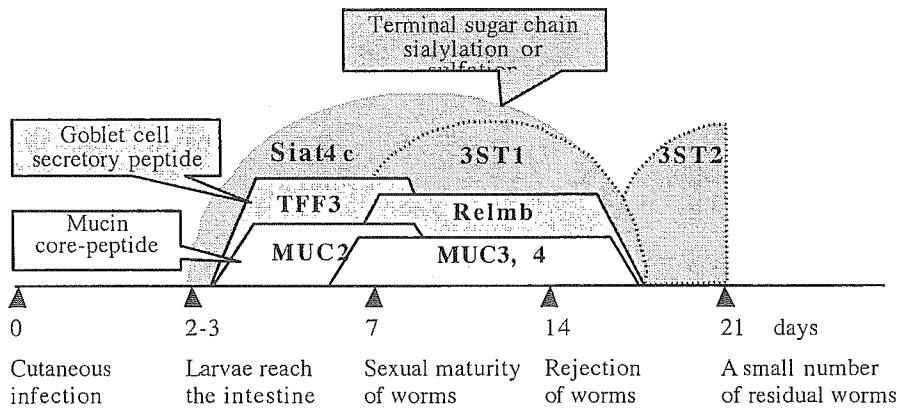 Terminal sugar chain
sialylation or
sulfation
Goblet cell
secretory peptide
Siat4c
3ST1
3ST2
TFF3
Relmb
Mucin
core-peptide
MUC2
MUC3, 4
0
2-3
7
14
21
days
Cutaneous
infection
Larvae reach
the intestine
Sexual maturity
of worms
Rejection
of worms
A small number
of residual worms